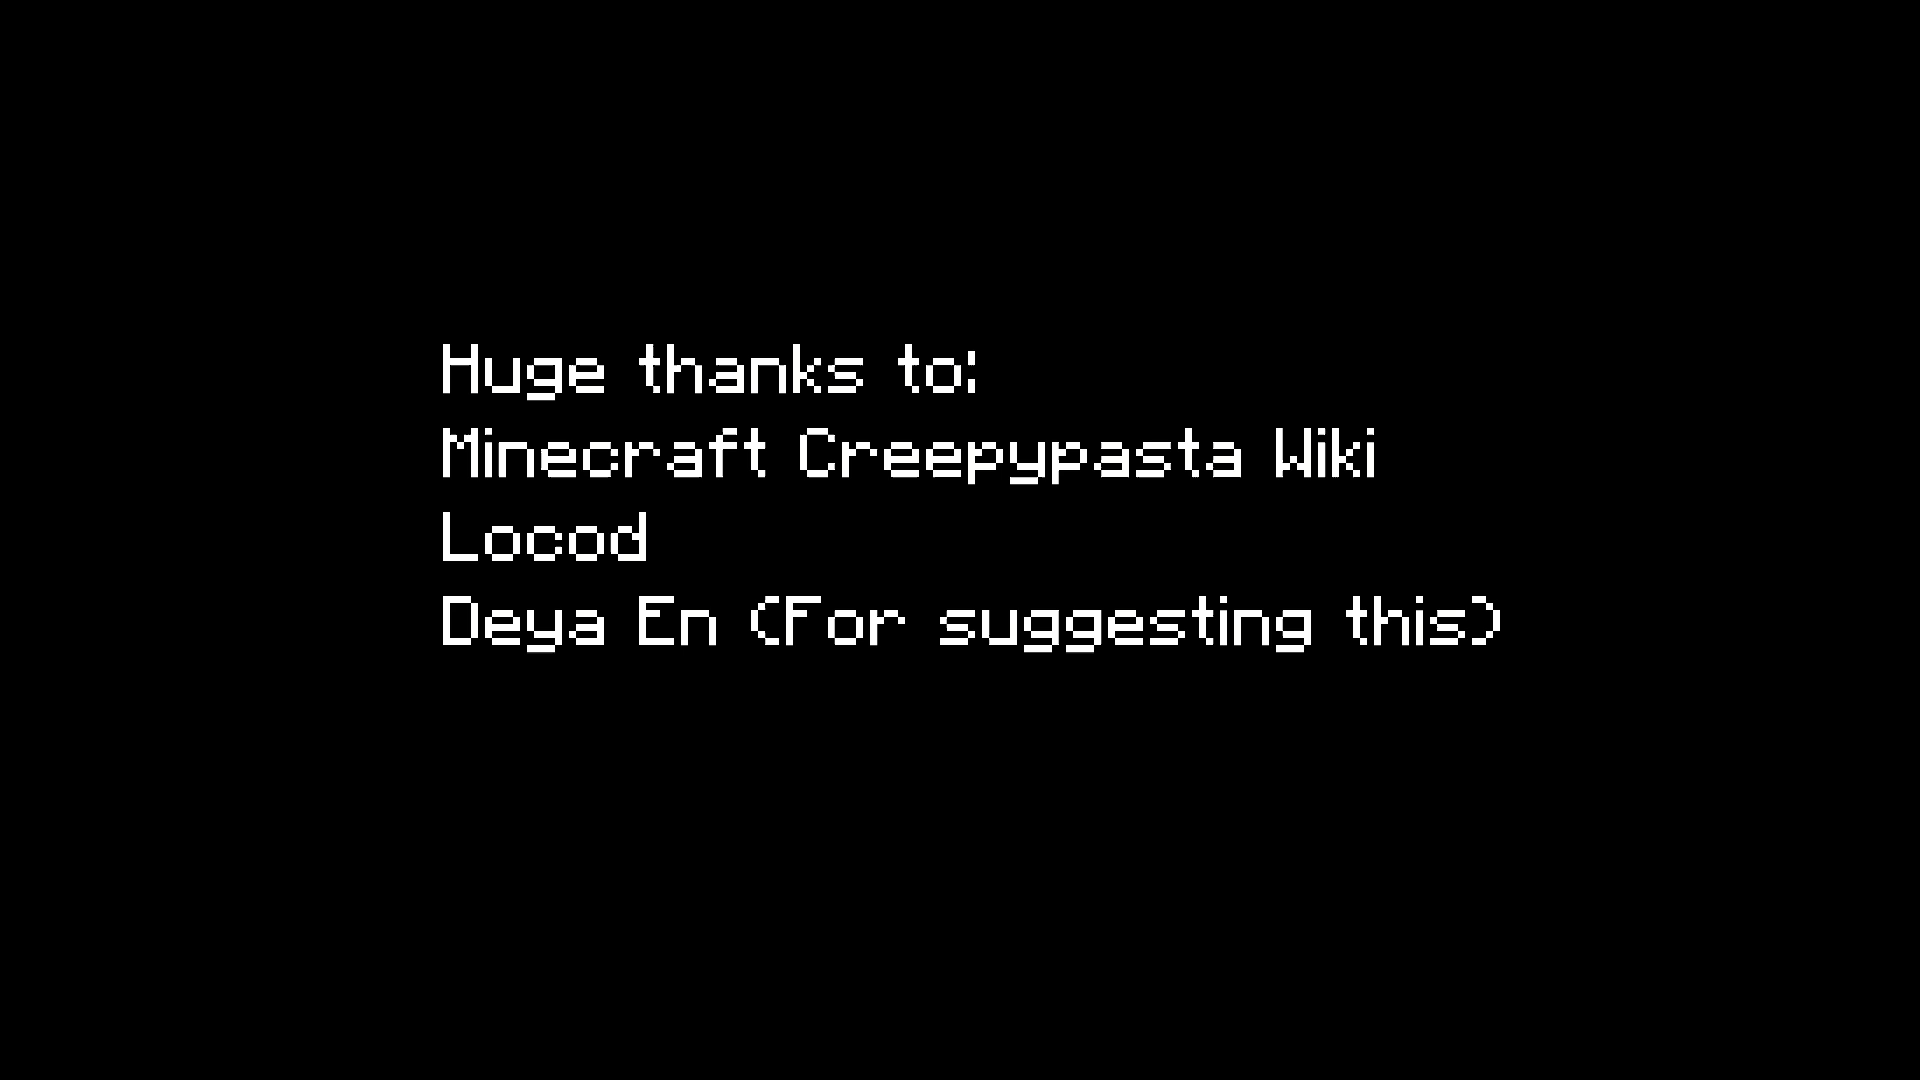 Huge thanks to:
Minecraft Creepypasta Wiki
Locod
Deya En (For suggesting this)